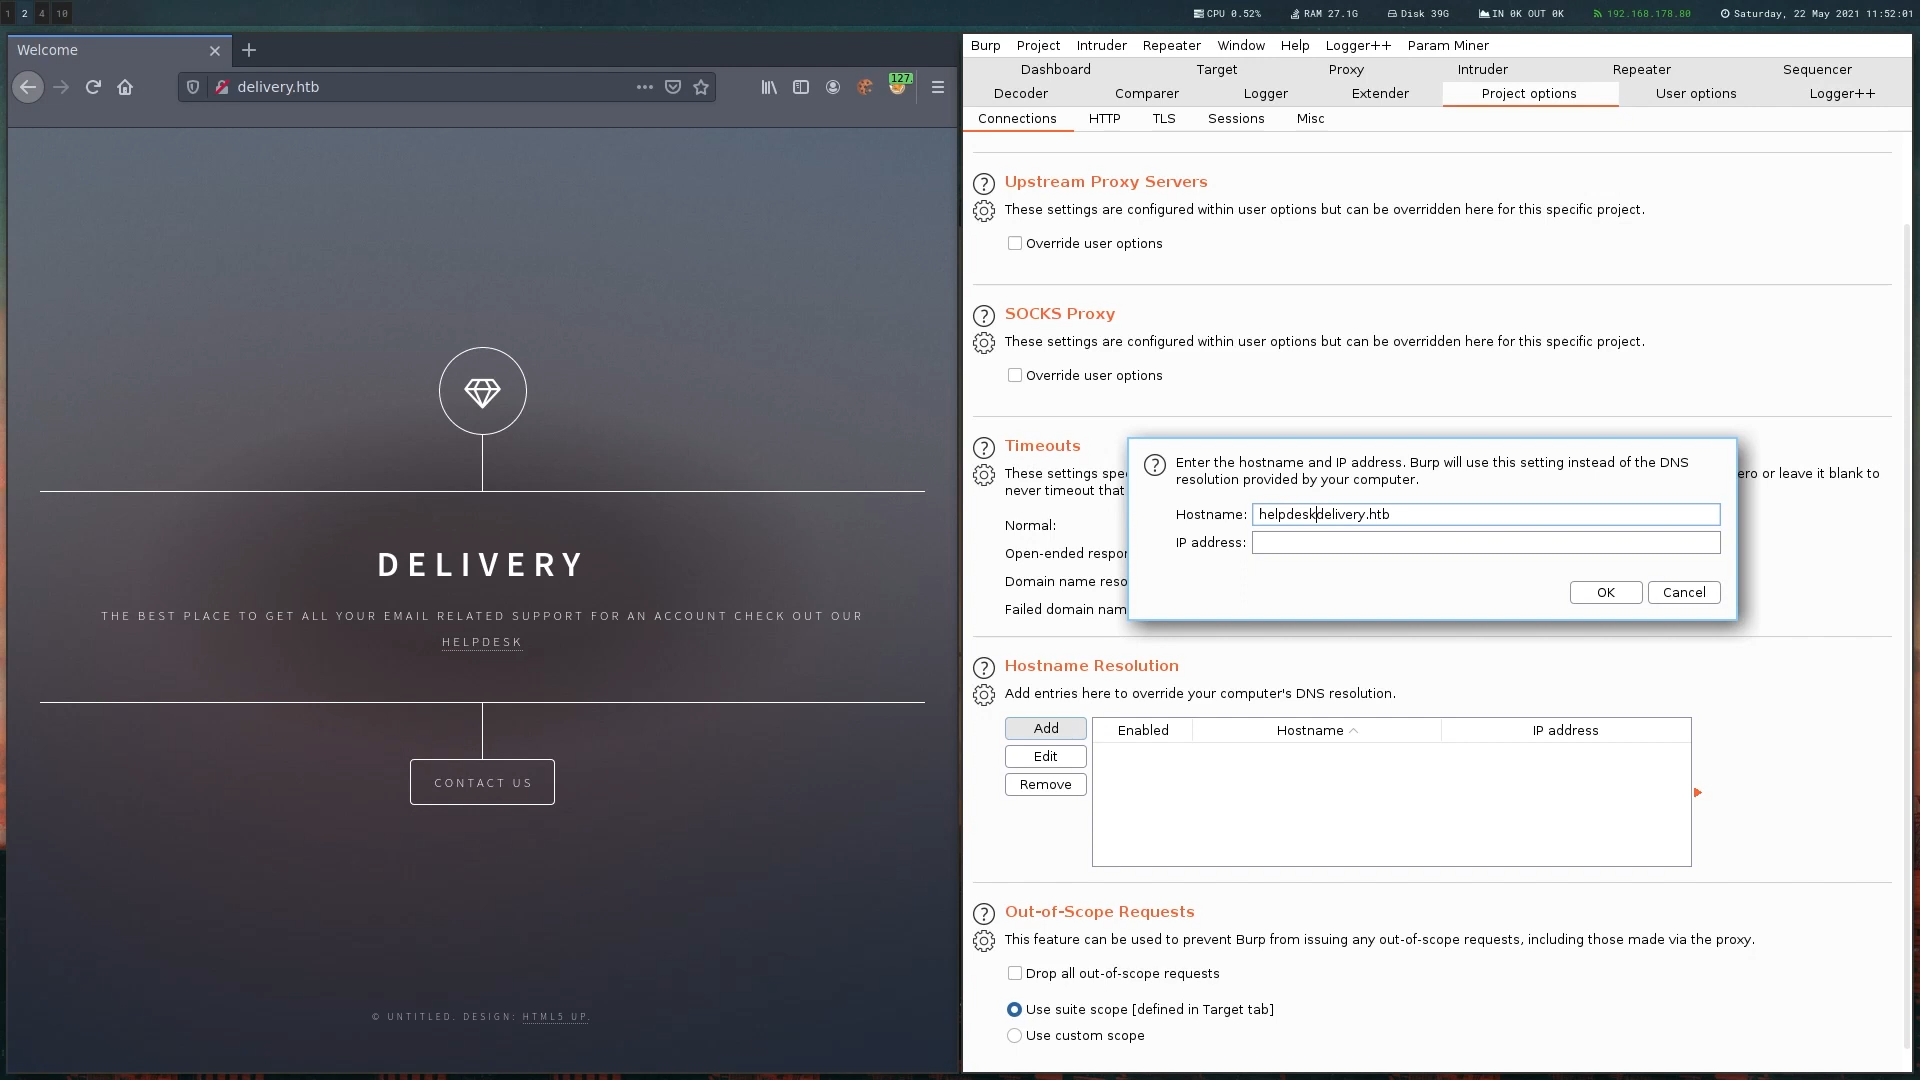 1 2 4 10
CPU 0.52% RAM 27.1G Disk 39G IN 0K OUT 0K 192.168.178.80 Saturday, 22 May 2021 11:52:01
Welcome
delivery.htb
127.
DELIVERY
THE BEST PLACE TO GET ALL YOUR EMAIL RELATED SUPPORT FOR AN ACCOUNT CHECK OUT OUR
HELPDESK
CONTACT US
© UNTITLED. DESIGN: HTML5 UP.
Burp Project Intruder Repeater Window Help Logger++ Param Miner
Dashboard Target Proxy Intruder Repeater Sequencer
Decoder Comparer Logger Extender Project options User options Logger++
Connections HTTP TLS Sessions Misc
Upstream Proxy Servers
These settings are configured within user options but can be overridden here for this specific project.
Override user options
SOCKS Proxy
These settings are configured within user options but can be overridden here for this specific project.
Override user options
Timeouts
These settings spe
ero or leave it blank to
never timeout that
Normal:
Open-ended respor
Domain name reso
Failed domain nam
Enter the hostname and IP address. Burp will use this setting instead of the DNS
resolution provided by your computer.
Hostname: helpdeskdelivery.htb
IP address:
OK Cancel
Hostname Resolution
Add entries here to override your computer's DNS resolution.
Add
Edit
Remove
Enabled Hostname IP address
Out-of-Scope Requests
This feature can be used to prevent Burp from issuing any out-of-scope requests, including those made via the proxy.
Drop all out-of-scope requests
Use suite scope [defined in Target tab]
Use custom scope